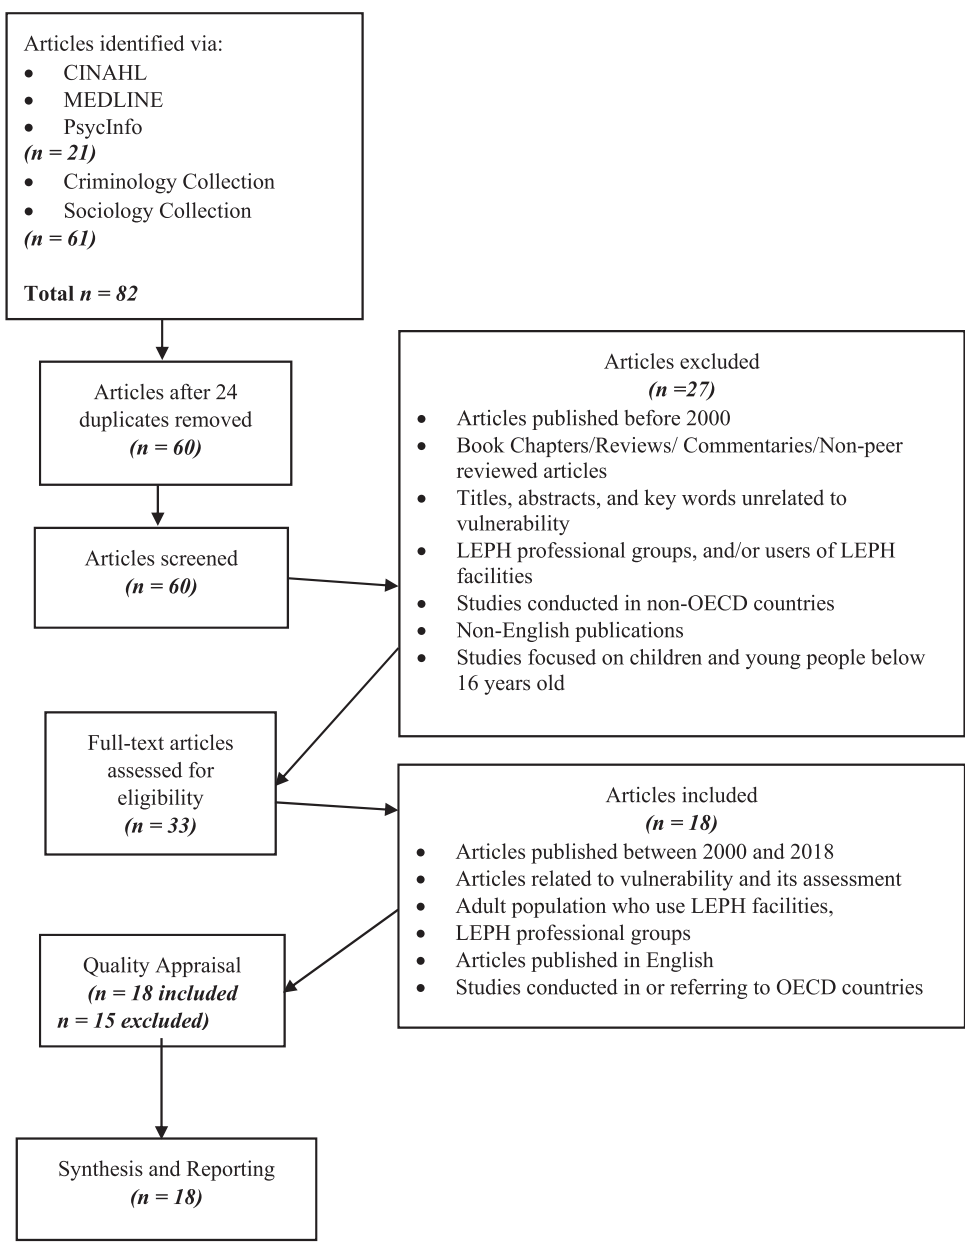 Articles identified via:
• CINAHL
• MEDLINE
• PsycInfo
(n = 21)
• Criminology Collection
• Sociology Collection
(n = 61)
Total n = 82
Articles after 24
duplicates removed
(n = 60)
Articles screened
(n = 60)
Articles excluded
(n =27)
• Articles published before 2000
• Book Chapters/Reviews/ Commentaries/Non-peer
reviewed articles
• Titles, abstracts, and key words unrelated to
vulnerability
• LEPH professional groups, and/or users of LEPH
facilities
• Studies conducted in non-OECD countries
• Non-English publications
• Studies focused on children and young people below
16 years old
Full-text articles
assessed for
eligibility
(n = 33)
Articles included
(n = 18)
• Articles published between 2000 and 2018
• Articles related to vulnerability and its assessment
• Adult population who use LEPH facilities,
• LEPH professional groups
• Articles published in English
• Studies conducted in or referring to OECD countries
Quality Appraisal
(n = 18 included
n = 15 excluded)
Synthesis and Reporting
(n = 18)